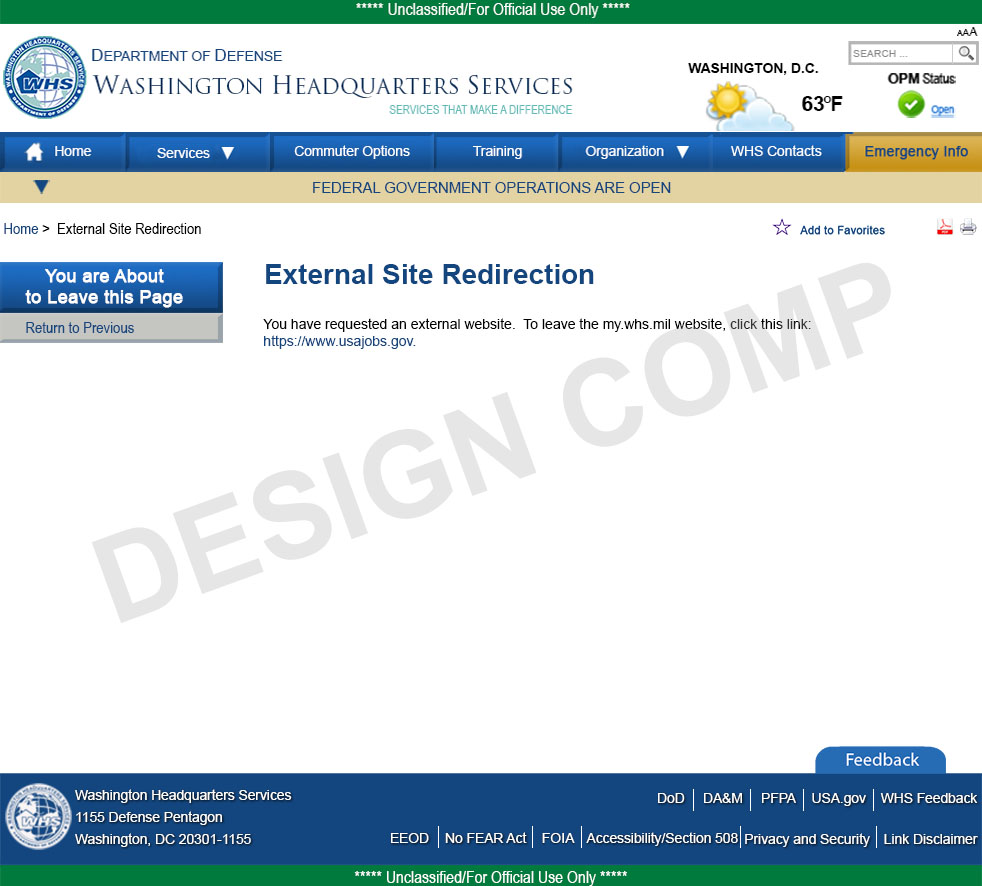 ***** Unclassified/For Official Use Only *****
AAA
SEARCH ...
DEPARTMENT OF DEFENSE
WASHINGTON HEADQUARTERS SERVICES
SERVICES THAT MAKE A DIFFERENCE
WHS
WASHINGTON, D.C.
63°F
OPM Status
Open
Home
Services
Commuter Options
Training
Organization
WHS Contacts
Emergency Info
FEDERAL GOVERNMENT OPERATIONS ARE OPEN
Home > External Site Redirection
Add to Favorites
You are About
to Leave this Page
Return to Previous
External Site Redirection
You have requested an external website.  To leave the my.whs.mil website, click this link:
https://www.usajobs.gov.
DESIGN COMP
Feedback
WHS
Washington Headquarters Services
1155 Defense Pentagon
Washington, DC 20301-1155
DoD | DA&M | PFPA | USA.gov | WHS Feedback
EEOD | No FEAR Act | FOIA | Accessibility/Section 508 | Privacy and Security | Link Disclaimer
***** Unclassified/For Official Use Only *****